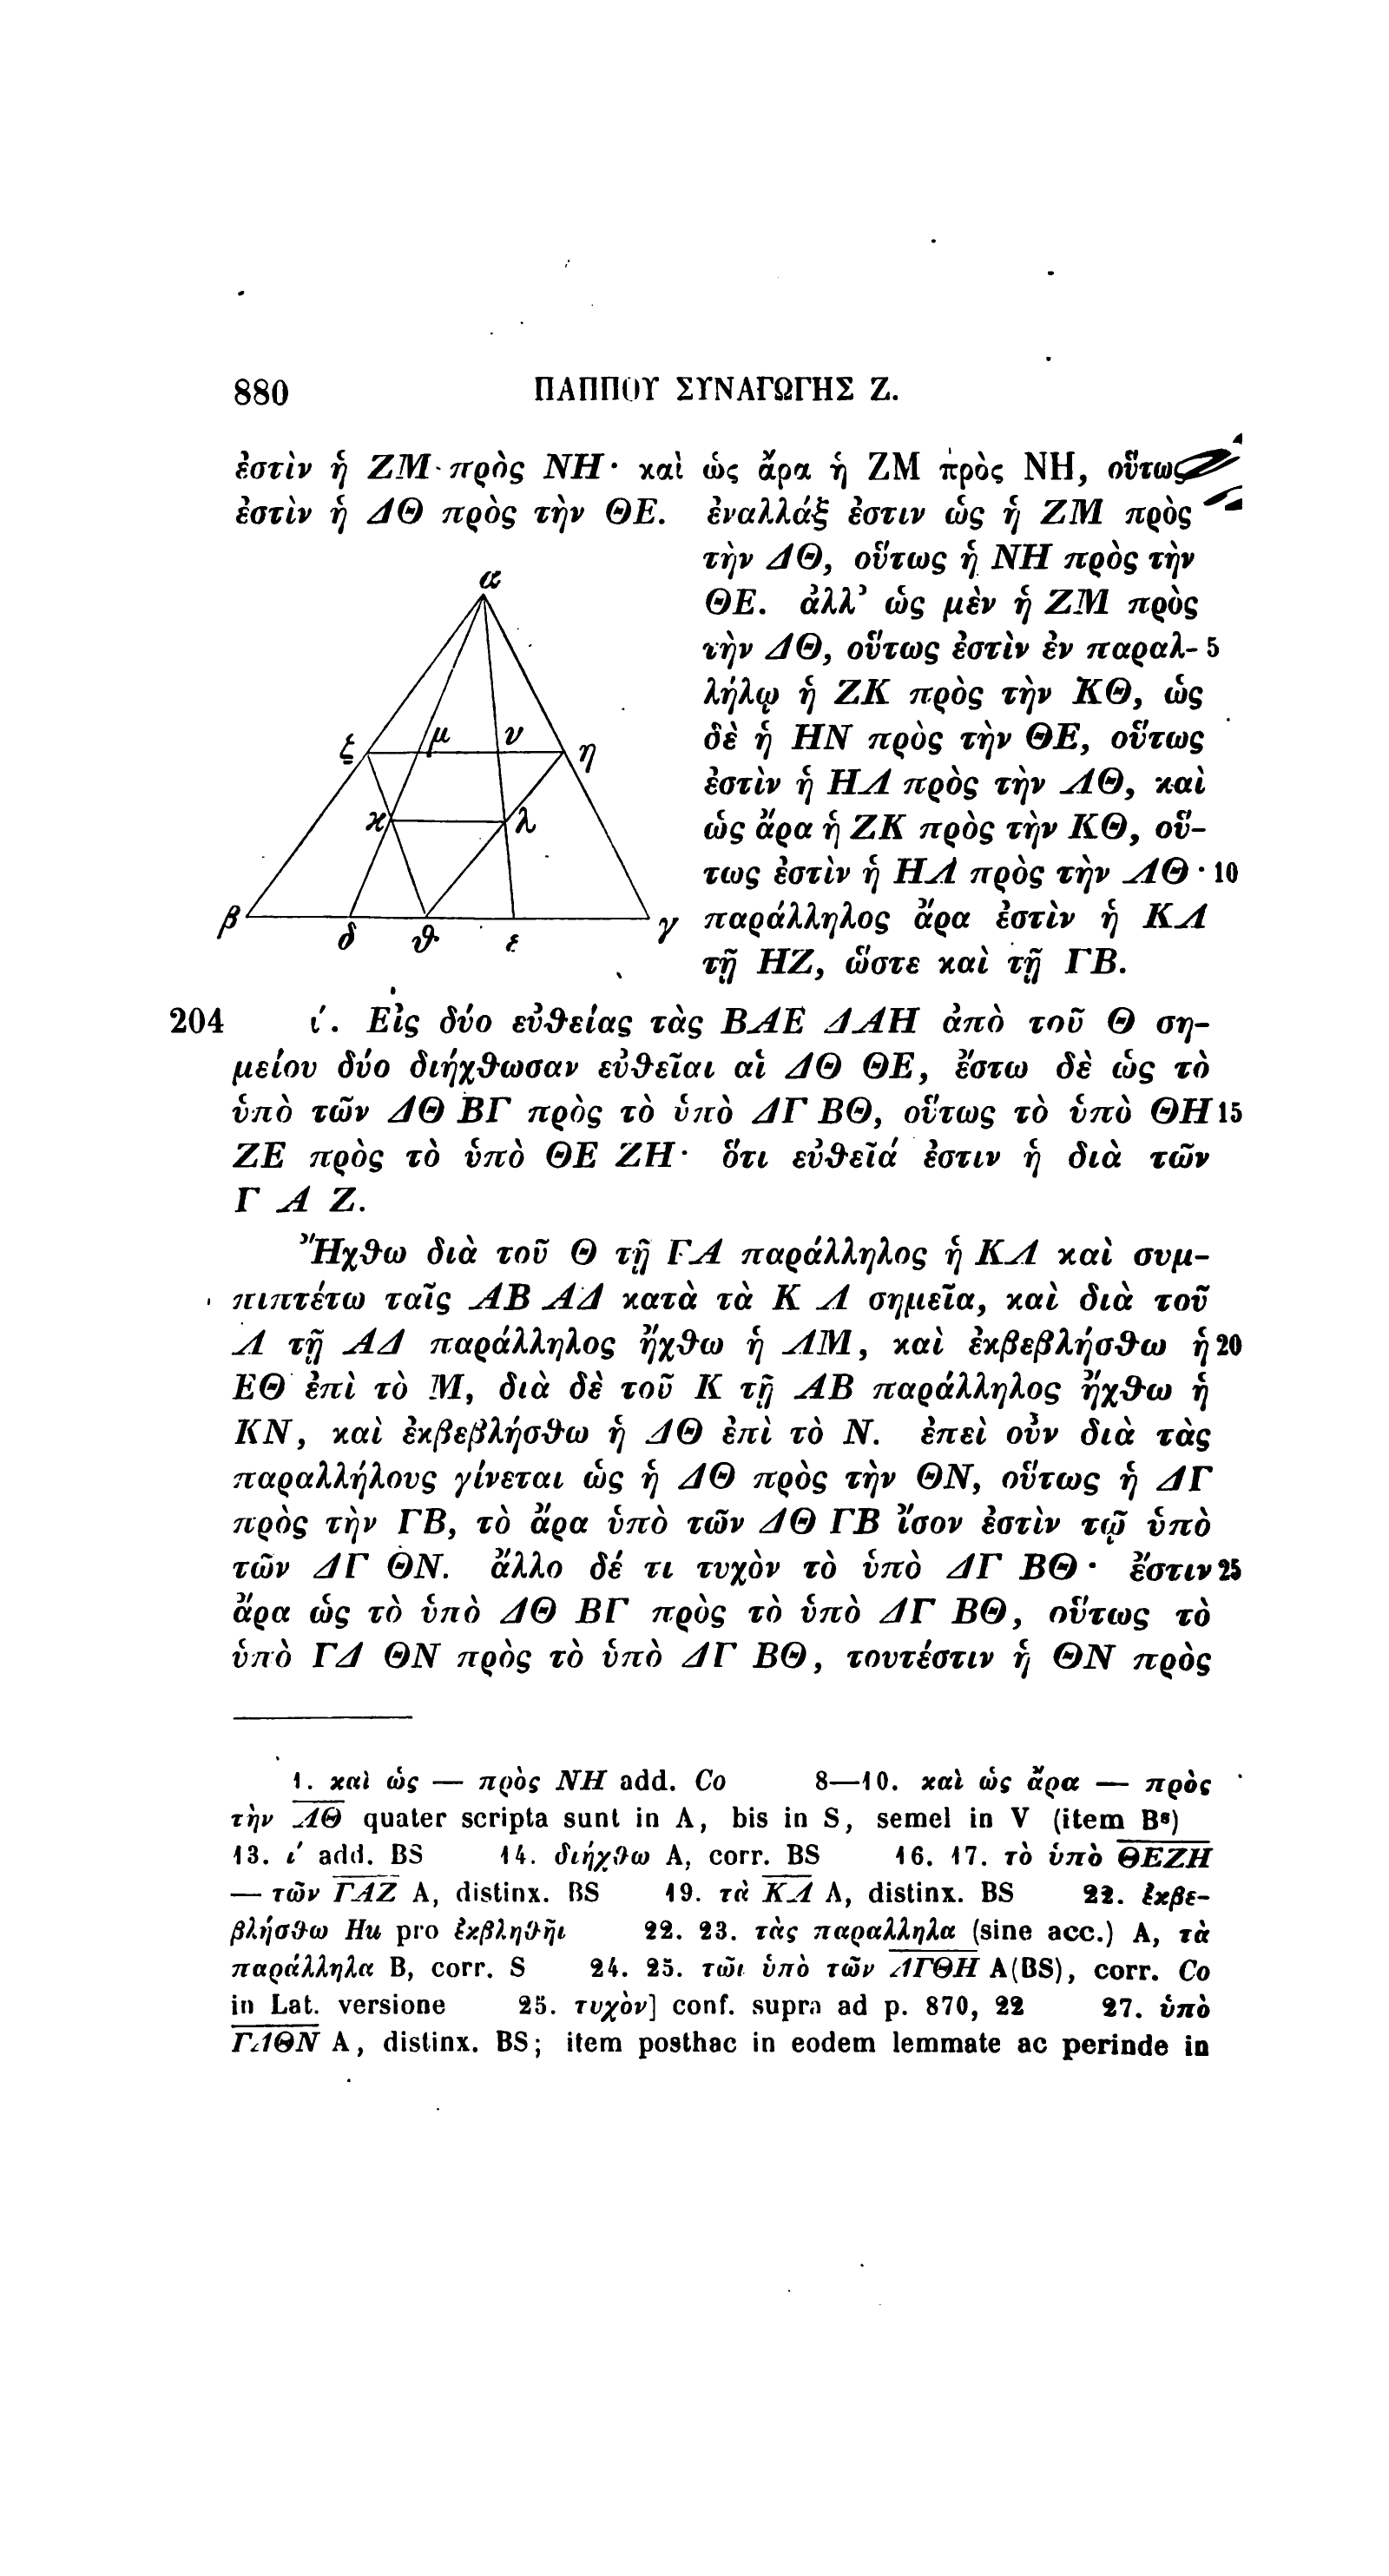 880 ΠΑΠΠΟΥ ΣΥΝΑΓΩΓΗΣ Ζ.
ἐστὶν ἡ ΖΜ πρὸς ΝΗ· καὶ ὡς ἄρα ἡ ΖΜ πρὸς ΝΗ, οὕτως
ἐστὶν ἡ ΔΘ πρὸς τὴν ΘΕ. ἐναλλάξ ἐστιν ὡς ἡ ΖΜ πρὸς
τὴν ΔΘ, οὕτως ἡ ΝΗ πρὸς τὴν
ΘΕ. ἀλλ' ὡς μὲν ἡ ΖΜ πρὸς
τὴν ΔΘ, οὕτως ἐστὶν ἐν παραλ- 5
λήλῳ ἡ ΖΚ πρὸς τὴν ΚΘ, ὡς
δὲ ἡ ΗΝ πρὸς τὴν ΘΕ, οὕτως
ἐστὶν ἡ ΗΛ πρὸς τὴν ΛΘ, καὶ
ὡς ἄρα ἡ ΖΚ πρὸς τὴν ΚΘ, οὕ-
τως ἐστὶν ἡ ΗΛ πρὸς τὴν ΛΘ· 10
παράλληλος ἄρα ἐστὶν ἡ ΚΛ
τῇ ΗΖ, ὥστε καὶ τῇ ΓΒ.
α
ζ μ ν η
κ λ
β δ θ ε γ
204 ί. Εἰς δύο εὐθείας τὰς ΒΑΕ ΔΑΗ ἀπὸ τοῦ Θ ση-
μείου δύο διήχθωσαν εὐθεῖαι αἱ ΔΘ ΘΕ, ἔστω δὲ ὡς τὸ
ὑπὸ τῶν ΔΘ ΒΓ πρὸς τὸ ὑπὸ ΔΓ ΒΘ, οὕτως τὸ ὑπὸ ΘΗ 15
ΖΕ πρὸς τὸ ὑπὸ ΘΕ ΖΗ· ὅτι εὐθεῖά ἐστιν ἡ διὰ τῶν
Γ Α Ζ.
Ἤχθω διὰ τοῦ Θ τῇ ΓΑ παράλληλος ἡ ΚΛ καὶ συμ-
πιπτέτω ταῖς ΑΒ ΑΔ κατὰ τὰ Κ Λ σημεῖα, καὶ διὰ τοῦ
Λ τῇ ΑΔ παράλληλος ἤχθω ἡ ΛΜ, καὶ ἐκβεβλήσθω ἡ 20
ΕΘ ἐπὶ τὸ Μ, διὰ δὲ τοῦ Κ τῇ ΑΒ παράλληλος ἤχθω ἡ
ΚΝ, καὶ ἐκβεβλήσθω ἡ ΔΘ ἐπὶ τὸ Ν. ἐπεὶ οὖν διὰ τὰς
παραλλήλους γίνεται ὡς ἡ ΔΘ πρὸς τὴν ΘΝ, οὕτως ἡ ΔΓ
πρὸς τὴν ΓΒ, τὸ ἄρα ὑπὸ τῶν ΔΘ ΓΒ ἴσον ἐστὶν τῷ ὑπὸ
τῶν ΔΓ ΘΝ. ἄλλο δέ τι τυχὸν τὸ ὑπὸ ΔΓ ΒΘ· ἔστιν 25
ἄρα ὡς τὸ ὑπὸ ΔΘ ΒΓ πρὸς τὸ ὑπὸ ΔΓ ΒΘ, οὕτως τὸ
ὑπὸ ΓΔ ΘΝ πρὸς τὸ ὑπὸ ΔΓ ΒΘ, τουτέστιν ἡ ΘΝ πρὸς
1. καὶ ὡς — πρὸς ΝΗ add. Co 8—10. καὶ ὡς ἄρα — πρὸς
τὴν ΛΘ quater scripta sunt in A, bis in S, semel in V (item Bs)
13. ι' add. BS 14. διήχθω A, corr. BS 16. 17. τὸ ὑπὸ ΘΕΖΗ
— τῶν ΓΑΖ A, distinx. BS 19. τὰ ΚΛ A, distinx. BS 22. ἐκβε-
βλήσθω Hu pro ἐκβληθῆι 22. 23. τὰς παραλληλα (sine acc.) A, τὰ
παράλληλα B, corr. S 24. 25. τῶι ὑπὸ τῶν ΔΓΘΗ A(BS), corr. Co
in Lat. versione 25. τυχὸν] conf. supra ad p. 870, 22 27. ὑπὸ
ΓΔΘΝ A, distinx. BS; item posthac in eodem lemmate ac perinde in